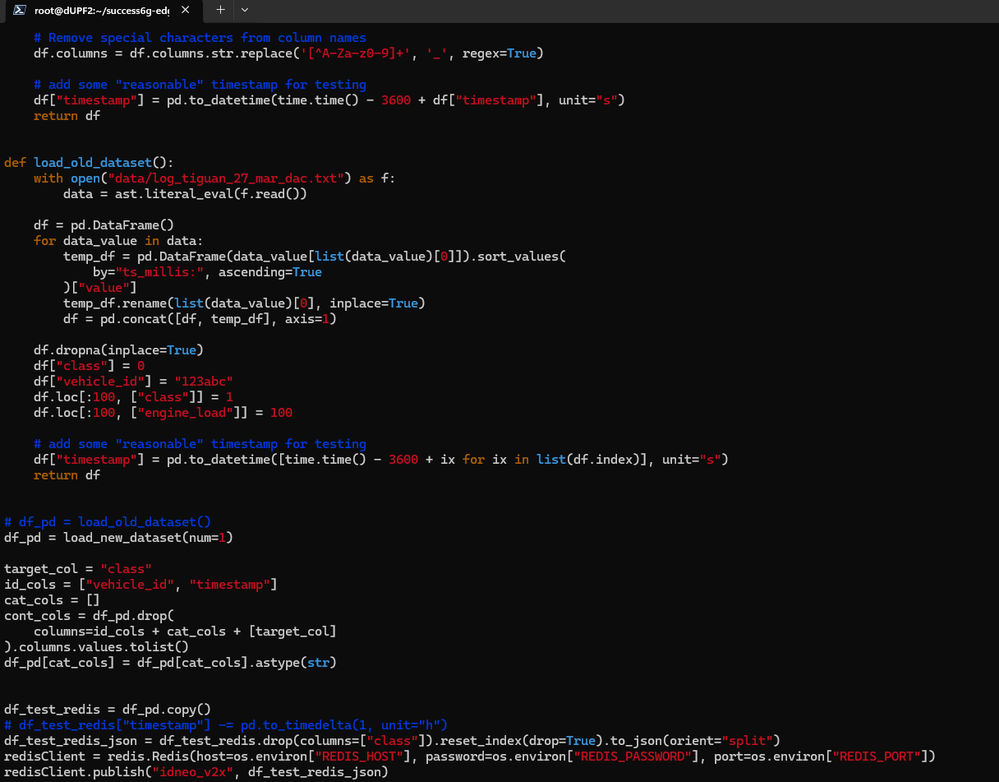 root@dUPF2:~/success6g-ed
    # Remove special characters from column names
    df.columns = df.columns.str.replace('[^A-Za-z0-9]+', '_', regex=True)

    # add some "reasonable" timestamp for testing
    df["timestamp"] = pd.to_datetime(time.time() - 3600 + df["timestamp"], unit="s")
    return df


def load_old_dataset():
    with open("data/log_tiguan_27_mar_dac.txt") as f:
        data = ast.literal_eval(f.read())

    df = pd.DataFrame()
    for data_value in data:
        temp_df = pd.DataFrame(data_value[list(data_value)[0]]).sort_values(
            by="ts_millis:", ascending=True
        )["value"]
        temp_df.rename(list(data_value)[0], inplace=True)
        df = pd.concat([df, temp_df], axis=1)

    df.dropna(inplace=True)
    df["class"] = 0
    df["vehicle_id"] = "123abc"
    df.loc[:100, ["class"]] = 1
    df.loc[:100, ["engine_load"]] = 100

    # add some "reasonable" timestamp for testing
    df["timestamp"] = pd.to_datetime([time.time() - 3600 + ix for ix in list(df.index)], unit="s")
    return df


# df_pd = load_old_dataset()
df_pd = load_new_dataset(num=1)

target_col = "class"
id_cols = ["vehicle_id", "timestamp"]
cat_cols = []
cont_cols = df_pd.drop(
    columns=id_cols + cat_cols + [target_col]
).columns.values.tolist()
df_pd[cat_cols] = df_pd[cat_cols].astype(str)


df_test_redis = df_pd.copy()
# df_test_redis["timestamp"] -= pd.to_timedelta(1, unit="h")
df_test_redis_json = df_test_redis.drop(columns=["class"]).reset_index(drop=True).to_json(orient="split")
redisClient = redis.Redis(host=os.environ["REDIS_HOST"], password=os.environ["REDIS_PASSWORD"], port=os.environ["REDIS_PORT"])
redisClient.publish("idneo_v2x", df_test_redis_json)